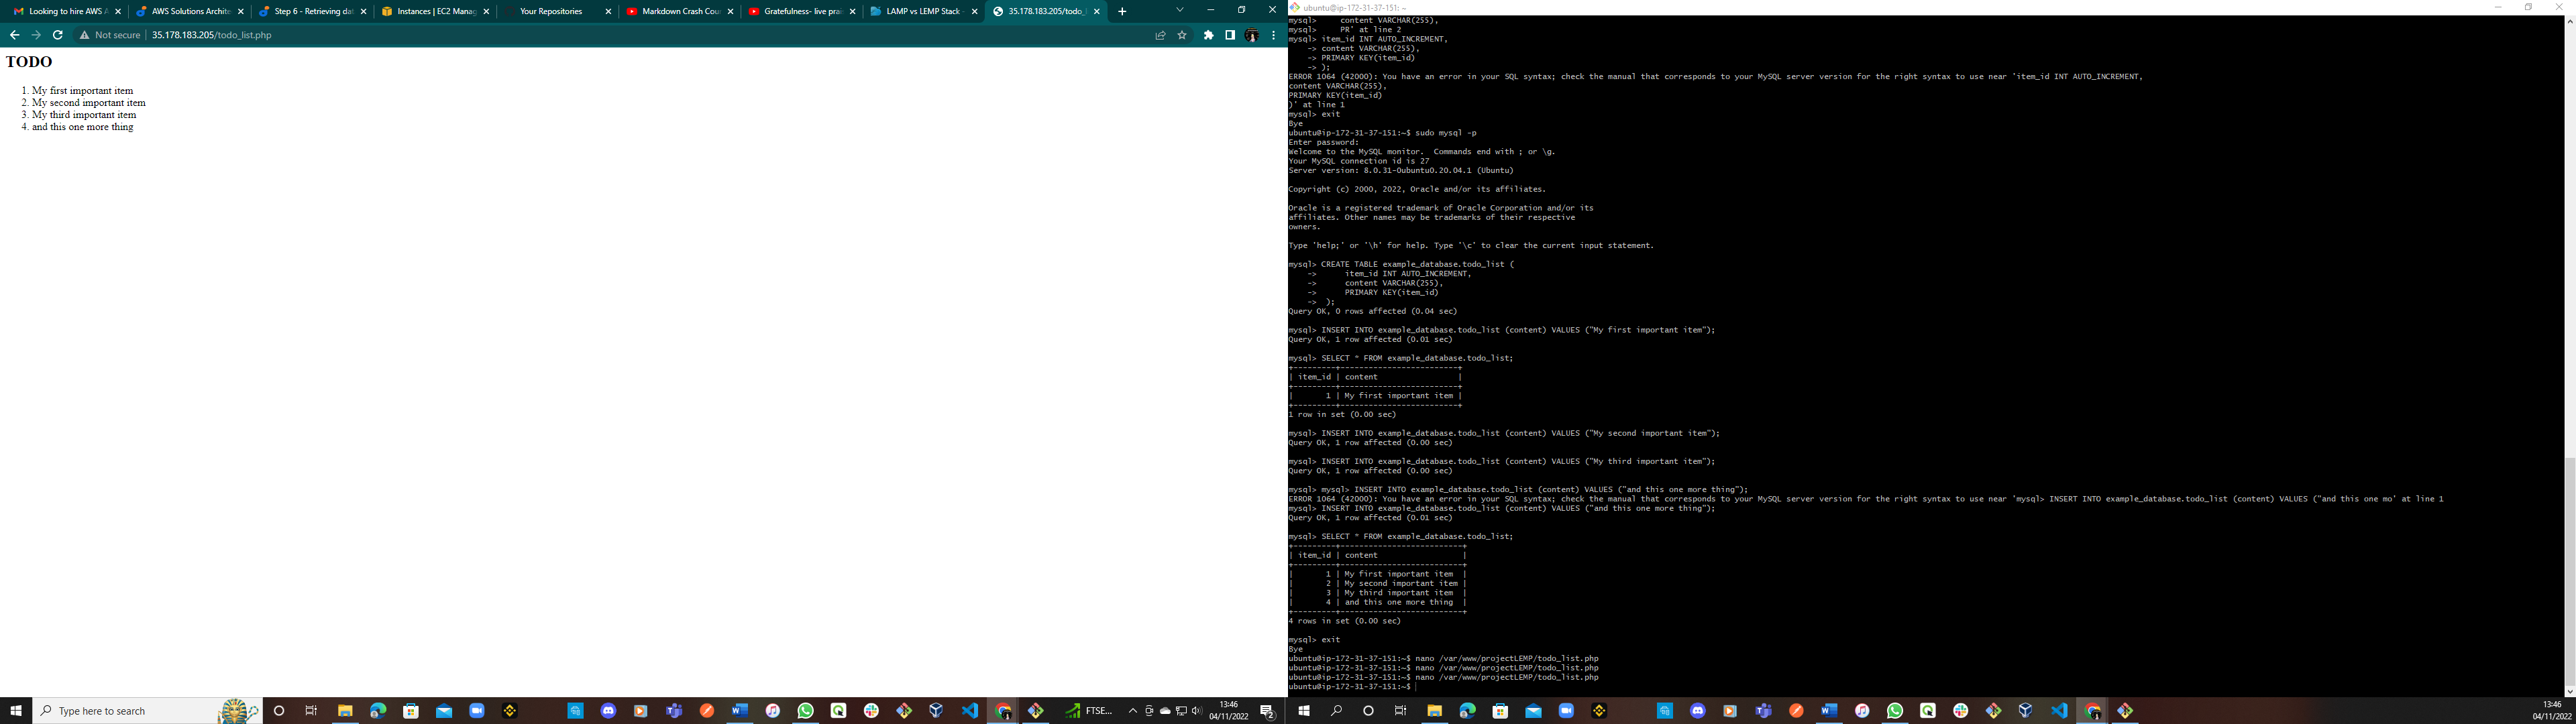 Looking to hire AWS A
AWS Solutions Archite
Step 6 - Retrieving dat
Instances | EC2 Manag
Your Repositories
Markdown Crash Cou
Gratefulness- live prai
LAMP vs LEMP Stack -
35.178.183.205/todo_l
Not secure | 35.178.183.205/todo_list.php
TODO
1. My first important item
2. My second important item
3. My third important item
4. and this one more thing
Type here to search
FTSE...
13:46
04/11/2022
2
ubuntu@ip-172-31-37-151: ~
mysql>     content VARCHAR(255),
mysql>     PR' at line 2
mysql> item_id INT AUTO_INCREMENT,
    -> content VARCHAR(255),
    -> PRIMARY KEY(item_id)
    -> );
ERROR 1064 (42000): You have an error in your SQL syntax; check the manual that corresponds to your MySQL server version for the right syntax to use near 'item_id INT AUTO_INCREMENT,
content VARCHAR(255),
PRIMARY KEY(item_id)
)' at line 1
mysql> exit
Bye
ubuntu@ip-172-31-37-151:~$ sudo mysql -p
Enter password:
Welcome to the MySQL monitor.  Commands end with ; or \g.
Your MySQL connection id is 27
Server version: 8.0.31-0ubuntu0.20.04.1 (Ubuntu)
Copyright (c) 2000, 2022, Oracle and/or its affiliates.
Oracle is a registered trademark of Oracle Corporation and/or its
affiliates. Other names may be trademarks of their respective
owners.
Type 'help;' or '\h' for help. Type '\c' to clear the current input statement.
mysql> CREATE TABLE example_database.todo_list (
    ->      item_id INT AUTO_INCREMENT,
    ->      content VARCHAR(255),
    ->      PRIMARY KEY(item_id)
    ->  );
Query OK, 0 rows affected (0.04 sec)
mysql> INSERT INTO example_database.todo_list (content) VALUES ("My first important item");
Query OK, 1 row affected (0.01 sec)
mysql> SELECT * FROM example_database.todo_list;
+---------+-------------------------+
| item_id | content                 |
+---------+-------------------------+
|       1 | My first important item |
+---------+-------------------------+
1 row in set (0.00 sec)
mysql> INSERT INTO example_database.todo_list (content) VALUES ("My second important item");
Query OK, 1 row affected (0.00 sec)
mysql> INSERT INTO example_database.todo_list (content) VALUES ("My third important item");
Query OK, 1 row affected (0.00 sec)
mysql> mysql> INSERT INTO example_database.todo_list (content) VALUES ("and this one more thing");
ERROR 1064 (42000): You have an error in your SQL syntax; check the manual that corresponds to your MySQL server version for the right syntax to use near 'mysql> INSERT INTO example_database.todo_list (content) VALUES ("and this one mo' at line 1
mysql> INSERT INTO example_database.todo_list (content) VALUES ("and this one more thing");
Query OK, 1 row affected (0.01 sec)
mysql> SELECT * FROM example_database.todo_list;
+---------+--------------------------+
| item_id | content                  |
+---------+--------------------------+
|       1 | My first important item  |
|       2 | My second important item |
|       3 | My third important item  |
|       4 | and this one more thing  |
+---------+--------------------------+
4 rows in set (0.00 sec)
mysql> exit
Bye
ubuntu@ip-172-31-37-151:~$ nano /var/www/projectLEMP/todo_list.php
ubuntu@ip-172-31-37-151:~$ nano /var/www/projectLEMP/todo_list.php
ubuntu@ip-172-31-37-151:~$ nano /var/www/projectLEMP/todo_list.php
ubuntu@ip-172-31-37-151:~$
13:46
04/11/2022